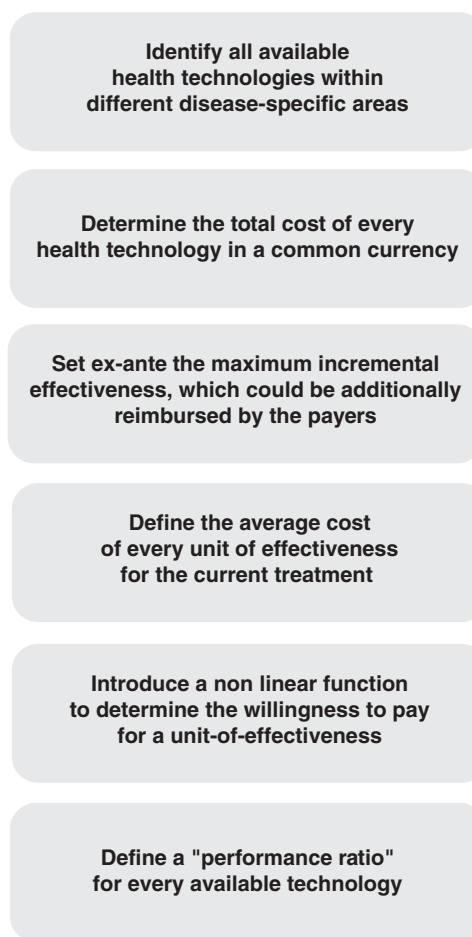 Identify all available
health technologies within
different disease-specific areas
Determine the total cost of every
health technology in a common currency
Set ex-ante the maximum incremental
effectiveness, which could be additionally
reimbursed by the payers
Define the average cost
of every unit of effectiveness
for the current treatment
Introduce a non linear function
to determine the willingness to pay
for a unit-of-effectiveness
Define a "performance ratio"
for every available technology